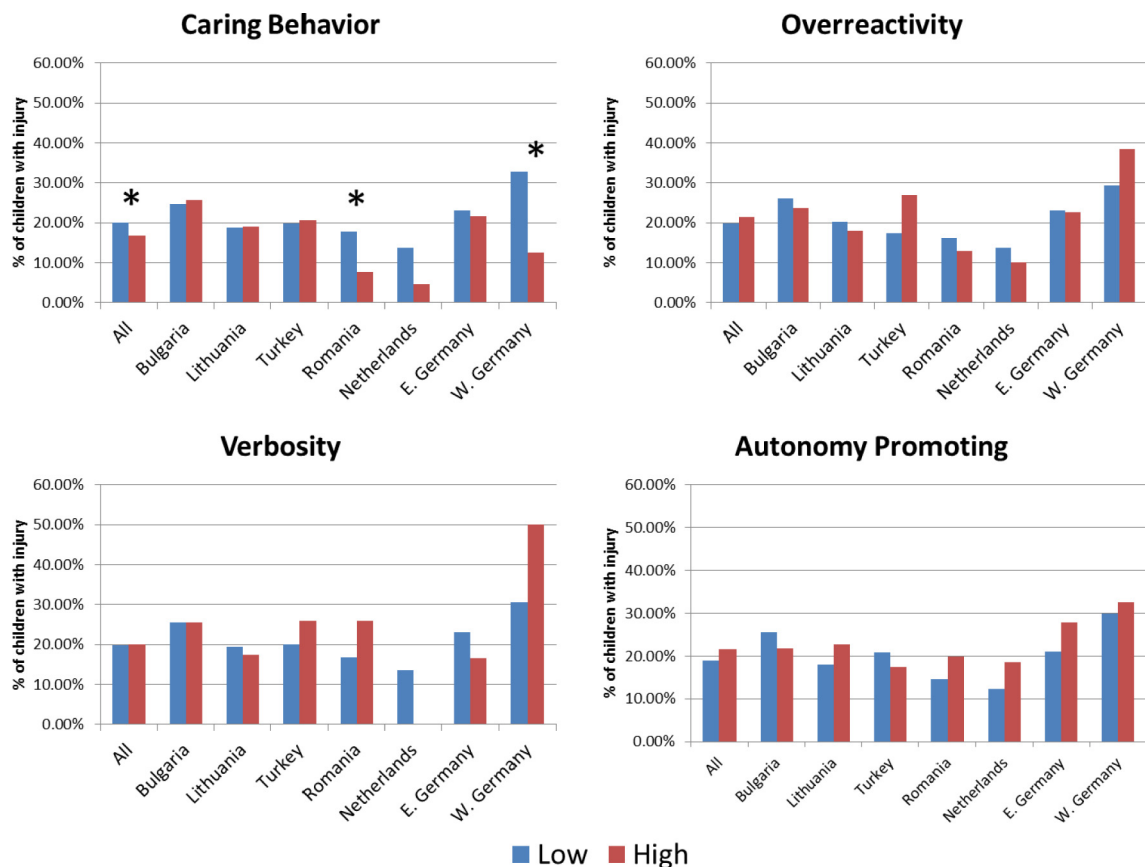 Caring Behavior
% of children with injury
60.00%
50.00%
40.00%
30.00%
20.00%
10.00%
0.00%
*
*
*
All
Bulgaria
Lithuania
Turkey
Romania
Netherlands
E. Germany
W. Germany
Overreactivity
% of children with injury
60.00%
50.00%
40.00%
30.00%
20.00%
10.00%
0.00%
All
Bulgaria
Lithuania
Turkey
Romania
Netherlands
E. Germany
W. Germany
Verbosity
% of children with injury
60.00%
50.00%
40.00%
30.00%
20.00%
10.00%
0.00%
All
Bulgaria
Lithuania
Turkey
Romania
Netherlands
E. Germany
W. Germany
Autonomy Promoting
% of children with injury
60.00%
50.00%
40.00%
30.00%
20.00%
10.00%
0.00%
All
Bulgaria
Lithuania
Turkey
Romania
Netherlands
E. Germany
W. Germany
Low High